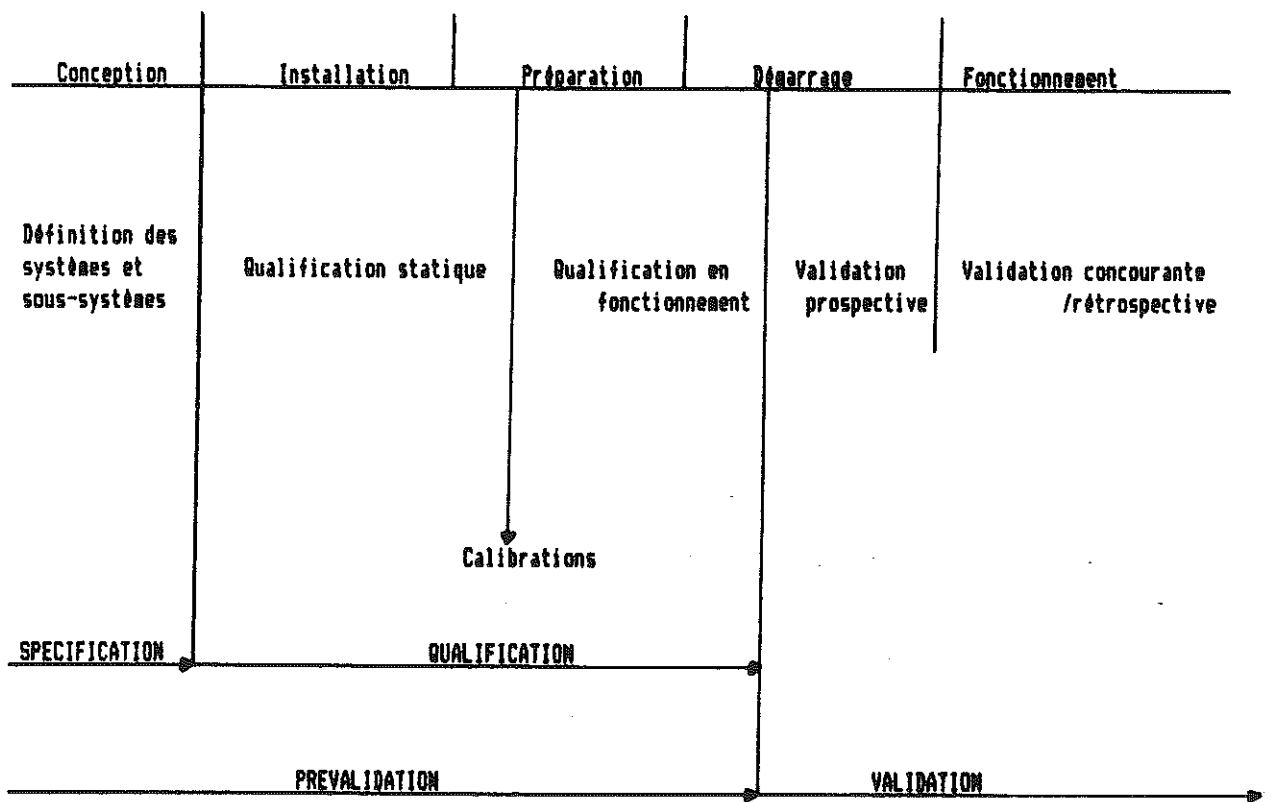 Conception Installation Préparation Démarrage Fonctionnement
Définition des
systèmes et
sous-systèmes
Qualification statique
Qualification en
fonctionnement
Validation
prospective
Validation concourante
/rétrospective
Calibrations
SPECIFICATION QUALIFICATION
PREVALIDATION VALIDATION